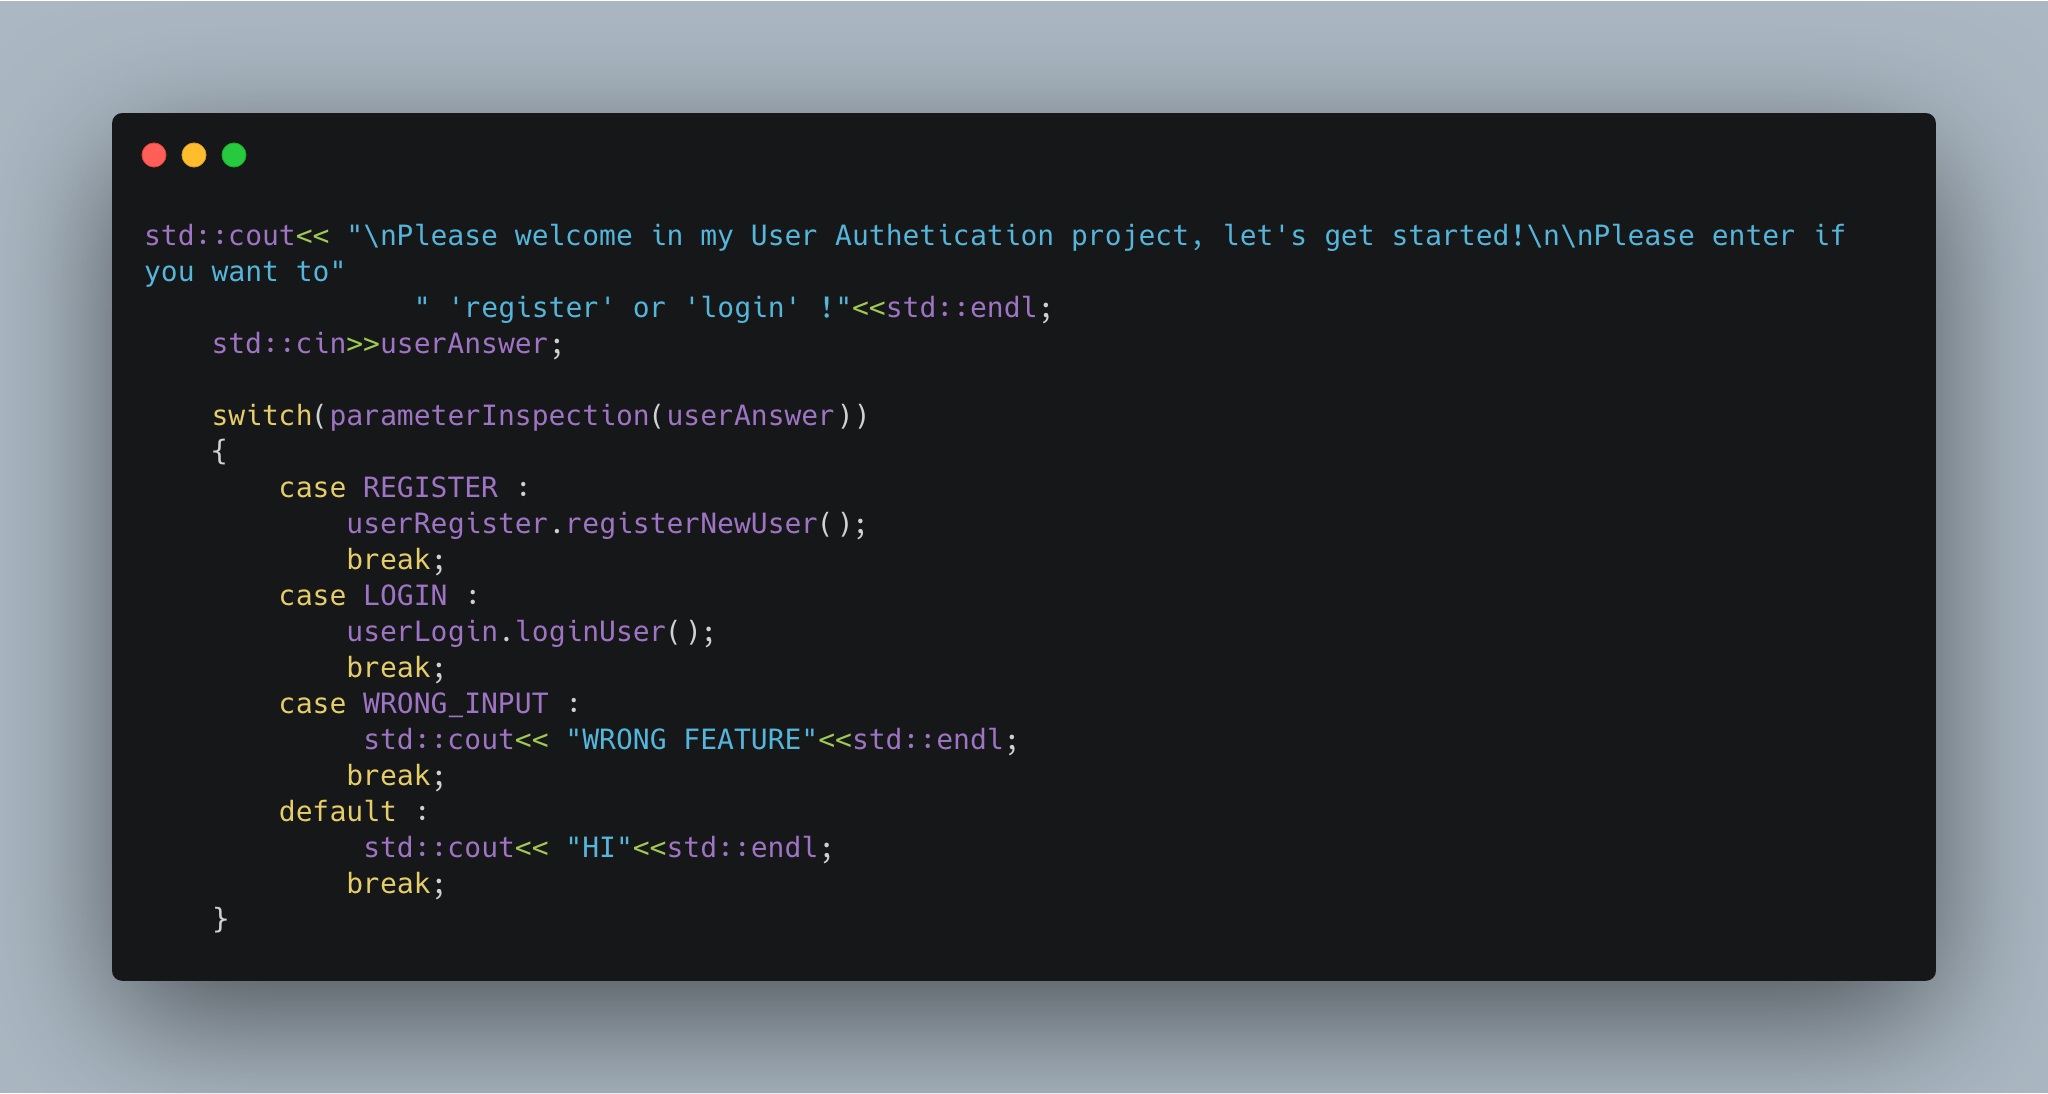 std::cout<< "\nPlease welcome in my User Authetication project, let's get started!\n\nPlease enter if
you want to"
                " 'register' or 'login' !"<<std::endl;
    std::cin>>userAnswer;

    switch(parameterInspection(userAnswer))
    {
        case REGISTER :
            userRegister.registerNewUser();
            break;
        case LOGIN :
            userLogin.loginUser();
            break;
        case WRONG_INPUT :
             std::cout<< "WRONG FEATURE"<<std::endl;
            break;
        default :
             std::cout<< "HI"<<std::endl;
            break;
    }